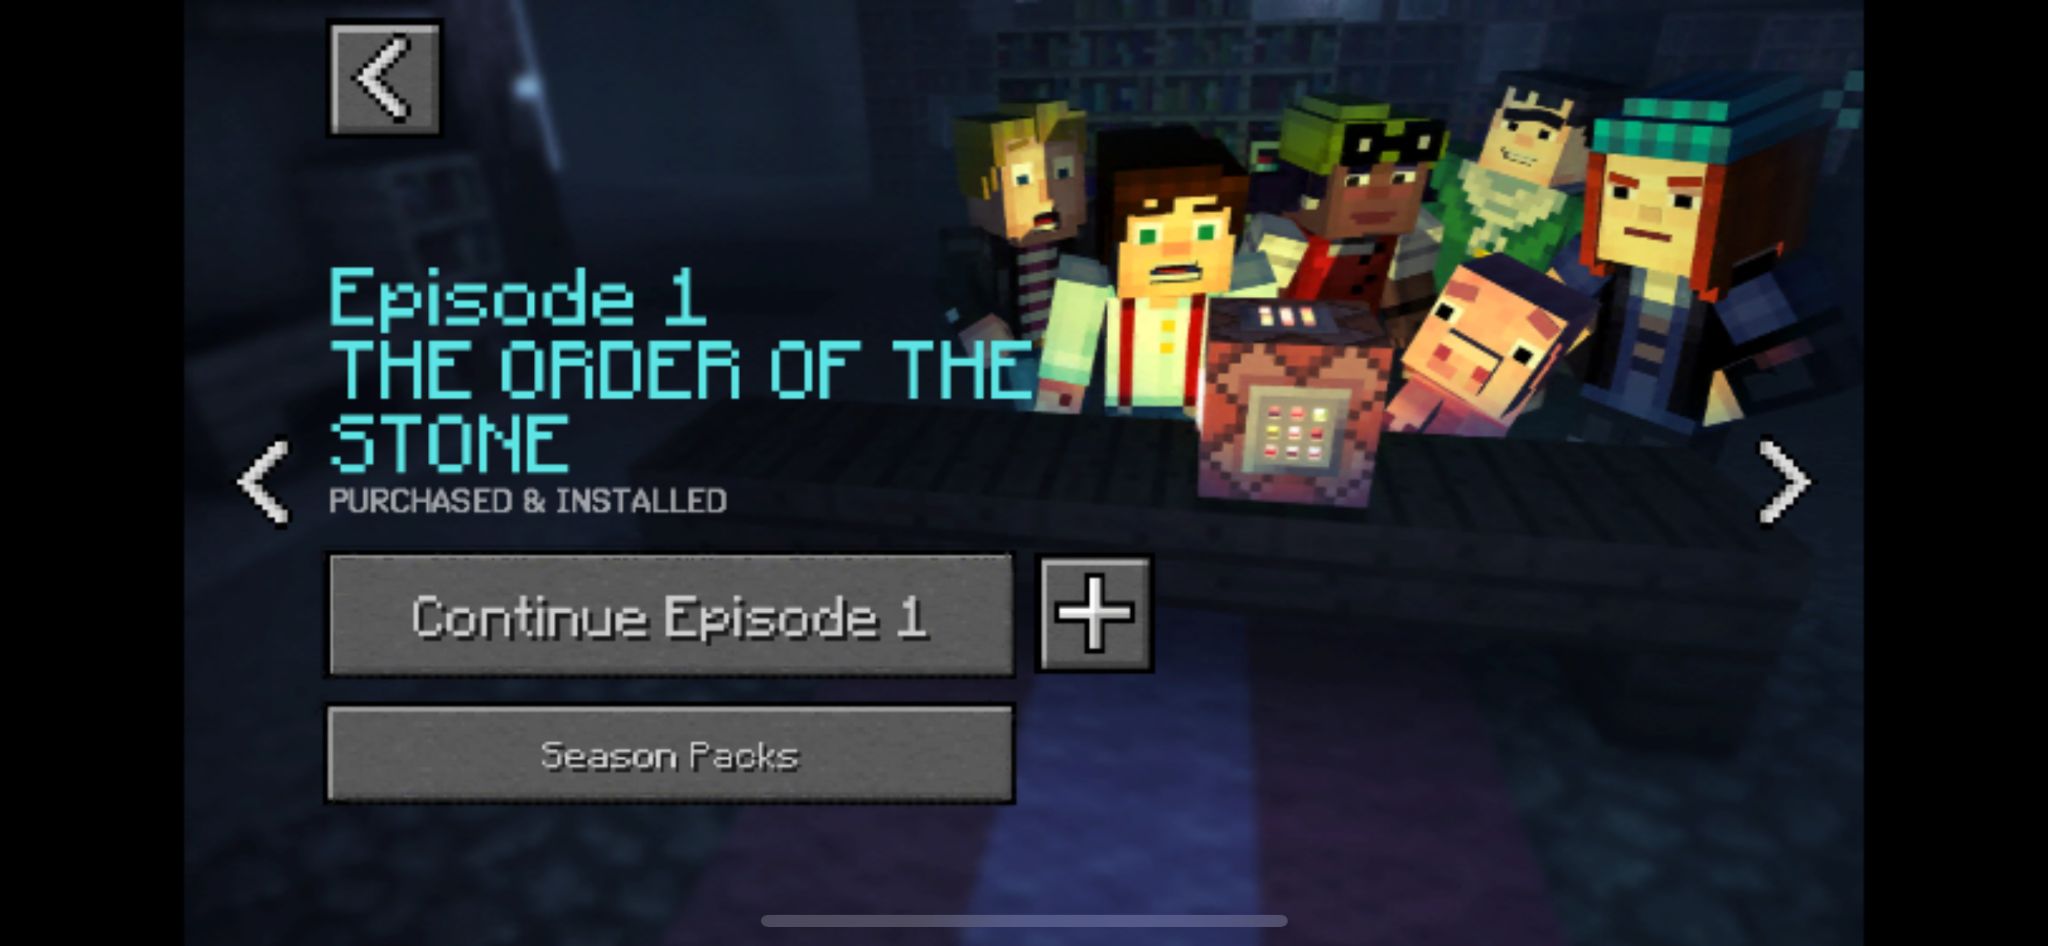 Episode 1
THE ORDER OF THE
STONE
PURCHASED & INSTALLED
Continue Episode 1
Season Packs